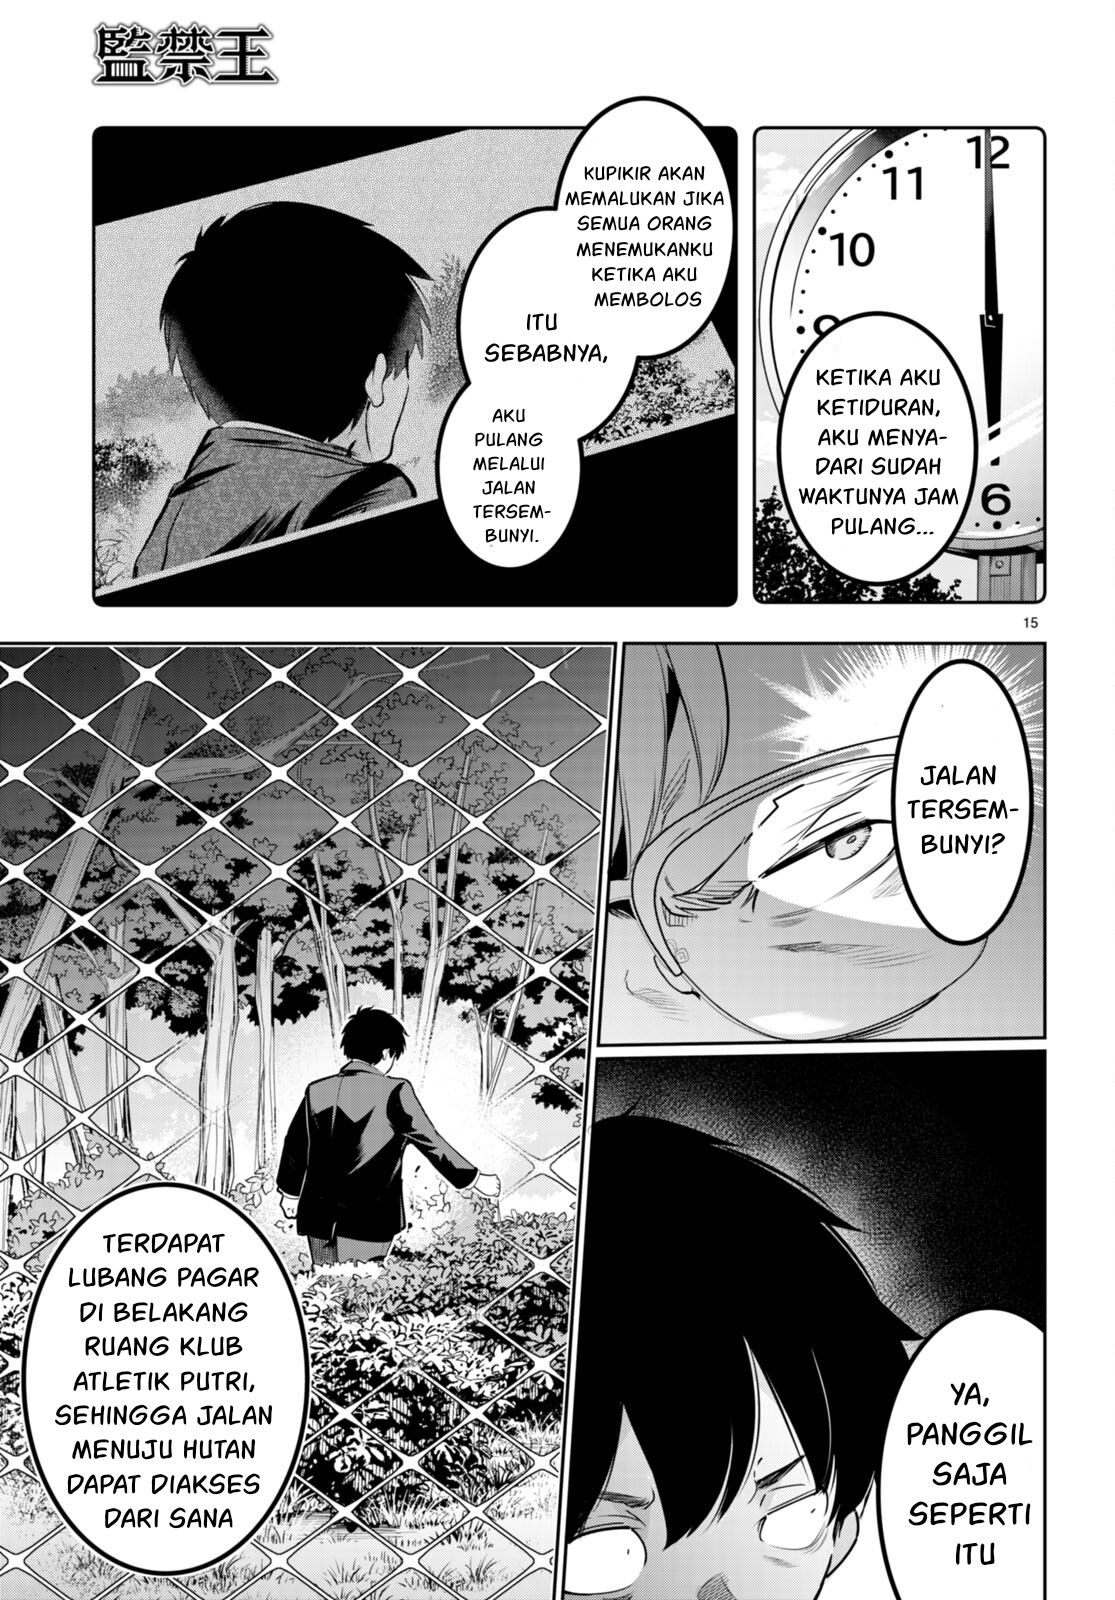 監禁王
12
11
10
9
6
KETIKA AKU
KETIDURAN,
AKU MENYA-
DARI SUDAH
WAKTUNYA JAM
PULANG...
KUPIKIR AKAN
MEMALUKAN JIKA
SEMUA ORANG
MENEMUKANKU
KETIKA AKU
MEMBOLOS
ITU
SEBABNYA,
AKU
PULANG
MELALUI
JALAN
TERSEM-
BUNYI.
15
JALAN
TERSEM-
BUNYI?
TERDAPAT
LUBANG PAGAR
DI BELAKANG
RUANG KLUB
ATLETIK PUTRI,
SEHINGGA JALAN
MENUJU HUTAN
DAPAT DIAKSES
DARI SANA
YA,
PANGGIL
SAJA
SEPERTI
ITU